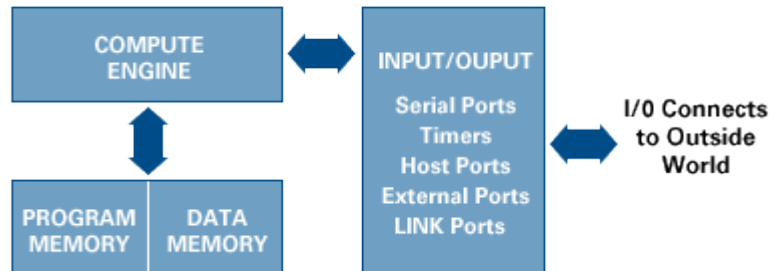 COMPUTE
ENGINE
INPUT/OUPUT
Serial Ports
Timers
Host Ports
External Ports
LINK Ports
I/0 Connects
to Outside
World
PROGRAM
MEMORY
DATA
MEMORY